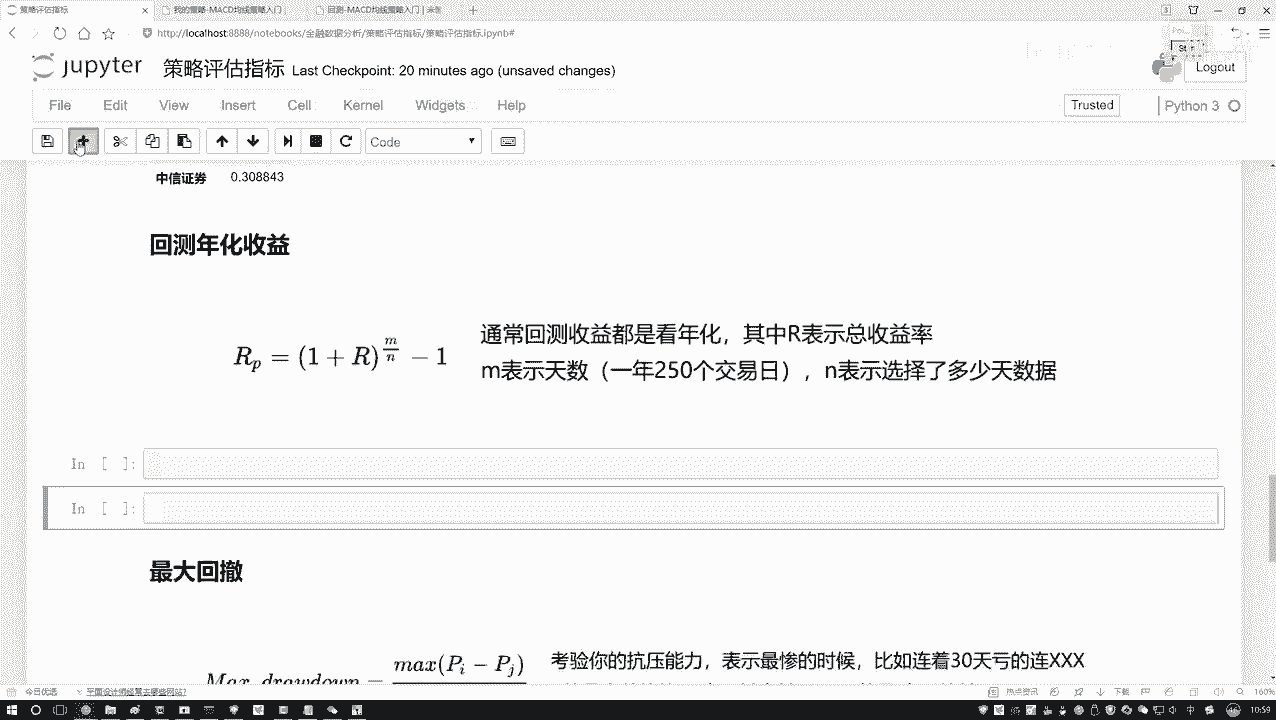 策略评估指标
我的策略-MACD均线策略入门 |
回测-MACD均线策略入门 |
http://localhost:8888/notebooks/金融数据分析/策略评估指标/策略评估指标.ipynb#
jupyter 策略评估指标 Last Checkpoint: 20 minutes ago (unsaved changes)
Logout
File Edit View Insert Cell Kernel Widgets Help
Trusted
Python 3
Code
中信证券 0.308843
回测年化收益
R_p = (1 + R)^{m/n} − 1
通常回测收益都是看年化，其中R表示总收益率
m表示天数（一年250个交易日），n表示选择了多少天数据
In [ ]:
In [ ]:
最大回撤
max(P_i − P_j)
考验你的抗压能力，表示最惨的时候，比如连着30天亏的连XXX
今日优选
平面设计师经常去哪些网站?
热点资讯
下载
160%
中
10:59